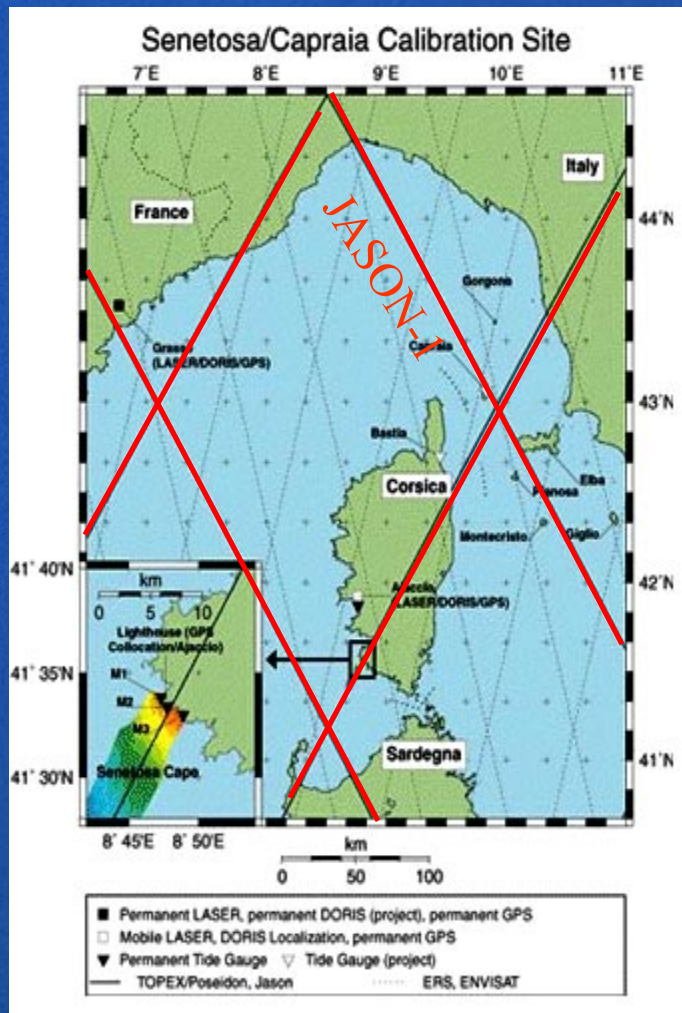 Senetosa/Capraia Calibration Site
7˚E 8˚E 9˚E 10˚E 11˚E
Italy
France
44˚N
JASON-1
Gorgona
Grasse
(LASER/DORIS/GPS)
Capraia
43˚N
Bastia
Corsica
Elba
Pianosa
Montecristo
Giglio
41˚ 40'N
42˚N
km
0 5 10
Ajaccio
(LASER/DORIS/GPS)
Lighthouse (GPS
Collocation/Ajaccio)
41˚ 35'N
M1
M2
M3
Sardegna
41˚N
Senetosa Cape
41˚ 30'N
8˚ 45'E 8˚ 50'E
km
0 50 100
Permanent LASER, permanent DORIS (project), permanent GPS
Mobile LASER, DORIS Localization, permanent GPS
Permanent Tide Gauge Tide Gauge (project)
TOPEX/Poseidon, Jason ERS, ENVISAT